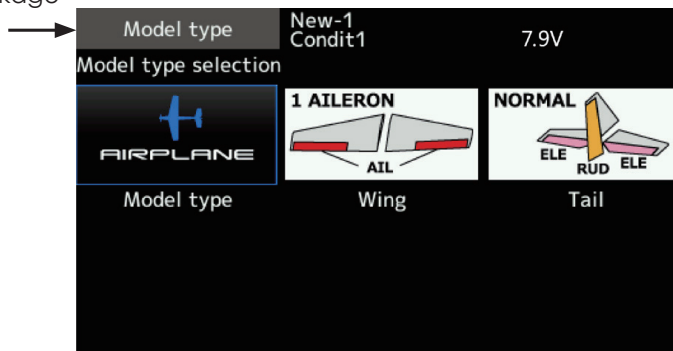 Model type
New-1
Condit1
7.9V
Model type selection
AIRPLANE
1 AILERON
AIL
NORMAL
ELE
RUD
ELE
Model type
Wing
Tail